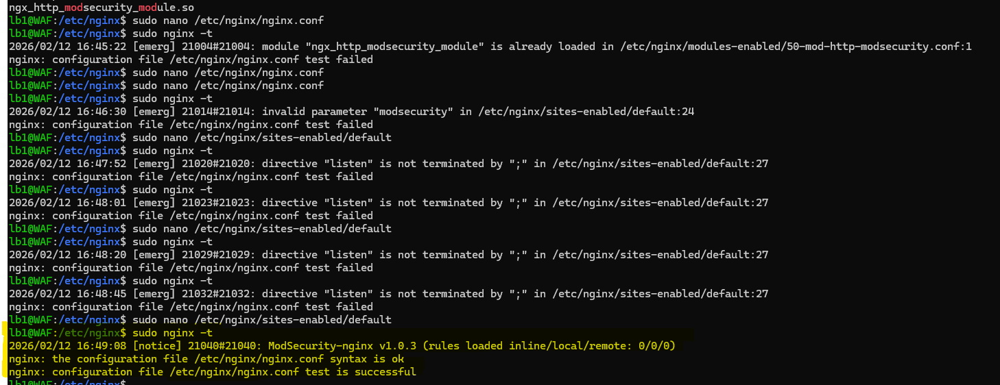 ngx_http_modsecurity_module.so
lb1@WAF:/etc/nginx$ sudo nano /etc/nginx/nginx.conf
lb1@WAF:/etc/nginx$ sudo nginx -t
2026/02/12 16:45:22 [emerg] 21004#21004: module "ngx_http_modsecurity_module" is already loaded in /etc/nginx/modules-enabled/50-mod-http-modsecurity.conf:1
nginx: configuration file /etc/nginx/nginx.conf test failed
lb1@WAF:/etc/nginx$ sudo nano /etc/nginx/nginx.conf
lb1@WAF:/etc/nginx$ sudo nano /etc/nginx/nginx.conf
lb1@WAF:/etc/nginx$ sudo nginx -t
2026/02/12 16:46:30 [emerg] 21014#21014: invalid parameter "modsecurity" in /etc/nginx/sites-enabled/default:24
nginx: configuration file /etc/nginx/nginx.conf test failed
lb1@WAF:/etc/nginx$ sudo nano /etc/nginx/sites-enabled/default
lb1@WAF:/etc/nginx$ sudo nginx -t
2026/02/12 16:47:52 [emerg] 21020#21020: directive "listen" is not terminated by ";" in /etc/nginx/sites-enabled/default:27
nginx: configuration file /etc/nginx/nginx.conf test failed
lb1@WAF:/etc/nginx$ sudo nginx -t
2026/02/12 16:48:01 [emerg] 21023#21023: directive "listen" is not terminated by ";" in /etc/nginx/sites-enabled/default:27
nginx: configuration file /etc/nginx/nginx.conf test failed
lb1@WAF:/etc/nginx$ sudo nano /etc/nginx/sites-enabled/default
lb1@WAF:/etc/nginx$ sudo nginx -t
2026/02/12 16:48:20 [emerg] 21029#21029: directive "listen" is not terminated by ";" in /etc/nginx/sites-enabled/default:27
nginx: configuration file /etc/nginx/nginx.conf test failed
lb1@WAF:/etc/nginx$ sudo nginx -t
2026/02/12 16:48:45 [emerg] 21032#21032: directive "listen" is not terminated by ";" in /etc/nginx/sites-enabled/default:27
nginx: configuration file /etc/nginx/nginx.conf test failed
lb1@WAF:/etc/nginx$ sudo nano /etc/nginx/sites-enabled/default
lb1@WAF:/etc/nginx$ sudo nginx -t
2026/02/12 16:49:08 [notice] 21040#21040: ModSecurity-nginx v1.0.3 (rules loaded inline/local/remote: 0/0/0)
nginx: the configuration file /etc/nginx/nginx.conf syntax is ok
nginx: configuration file /etc/nginx/nginx.conf test is successful
lb1@WAF:/etc/nginx$